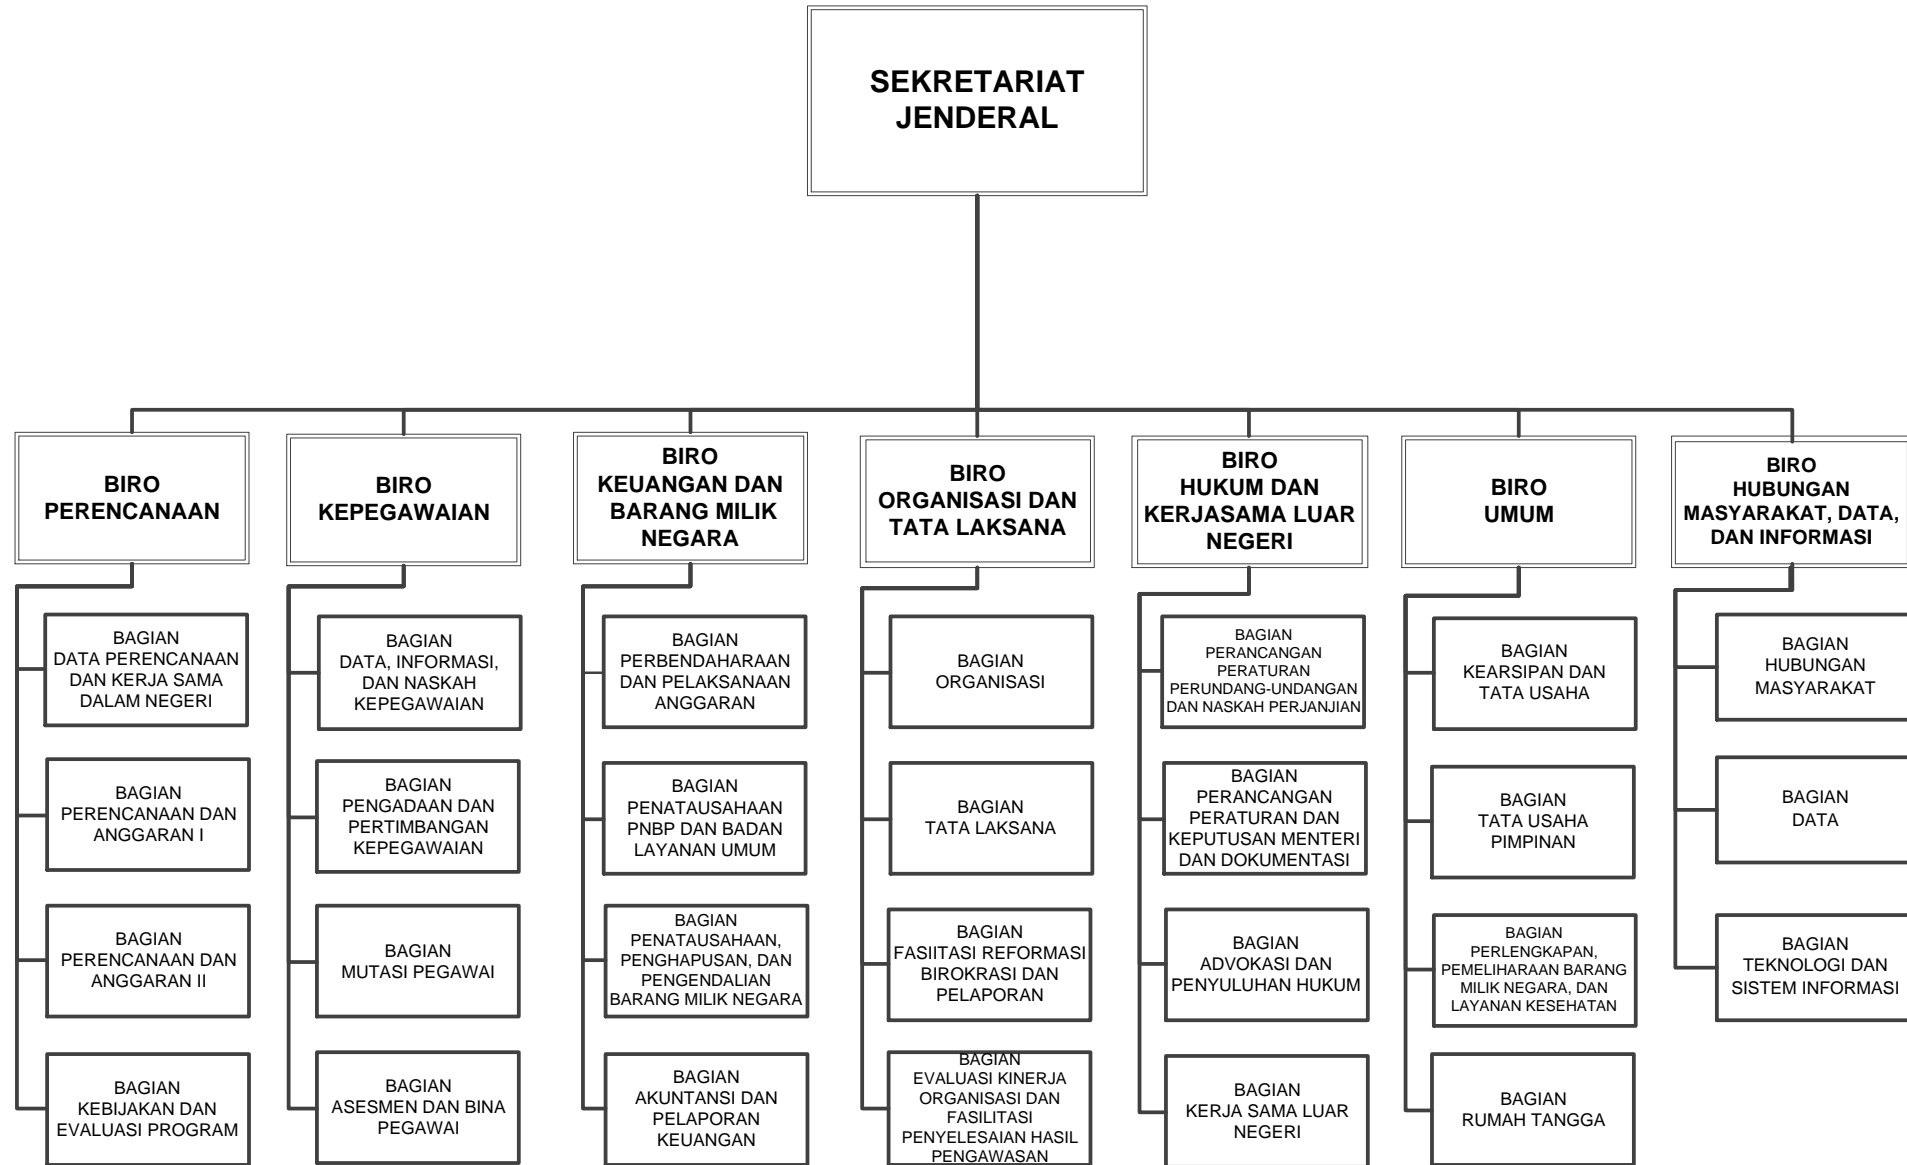 SEKRETARIAT
JENDERAL
BIRO
PERENCANAAN
BAGIAN
DATA PERENCANAAN
DAN KERJA SAMA
DALAM NEGERI
BAGIAN
PERENCANAAN DAN
ANGGARAN I
BAGIAN
PERENCANAAN DAN
ANGGARAN II
BAGIAN
KEBIJAKAN DAN
EVALUASI PROGRAM
BIRO
KEPEGAWAIAN
BAGIAN
DATA, INFORMASI,
DAN NASKAH
KEPEGAWAIAN
BAGIAN
PENGADAAN DAN
PERTIMBANGAN
KEPEGAWAIAN
BAGIAN
MUTASI PEGAWAI
BAGIAN
ASESMEN DAN BINA
PEGAWAI
BIRO
KEUANGAN DAN
BARANG MILIK
NEGARA
BAGIAN
PERBENDAHARAAN
DAN PELAKSANAAN
ANGGARAN
BAGIAN
PENATAUSAHAAN
PNBP DAN BADAN
LAYANAN UMUM
BAGIAN
PENATAUSAHAAN,
PENGHAPUSAN, DAN
PENGENDALIAN
BARANG MILIK NEGARA
BAGIAN
AKUNTANSI DAN
PELAPORAN
KEUANGAN
BIRO
ORGANISASI DAN
TATA LAKSANA
BAGIAN
ORGANISASI
BAGIAN
TATA LAKSANA
BAGIAN
FASIITASI REFORMASI
BIROKRASI DAN
PELAPORAN
BAGIAN
EVALUASI KINERJA
ORGANISASI DAN
FASILITASI
PENYELESAIAN HASIL
PENGAWASAN
BIRO
HUKUM DAN
KERJASAMA LUAR
NEGERI
BAGIAN
PERANCANGAN
PERATURAN
PERUNDANG-UNDANGAN
DAN NASKAH PERJANJIAN
BAGIAN
PERANCANGAN
PERATURAN DAN
KEPUTUSAN MENTERI
DAN DOKUMENTASI
BAGIAN
ADVOKASI DAN
PENYULUHAN HUKUM
BAGIAN
KERJA SAMA LUAR
NEGERI
BIRO
UMUM
BAGIAN
KEARSIPAN DAN
TATA USAHA
BAGIAN
TATA USAHA
PIMPINAN
BAGIAN
PERLENGKAPAN,
PEMELIHARAAN BARANG
MILIK NEGARA, DAN
LAYANAN KESEHATAN
BAGIAN
RUMAH TANGGA
BIRO
HUBUNGAN
MASYARAKAT, DATA,
DAN INFORMASI
BAGIAN
HUBUNGAN
MASYARAKAT
BAGIAN
DATA
BAGIAN
TEKNOLOGI DAN
SISTEM INFORMASI